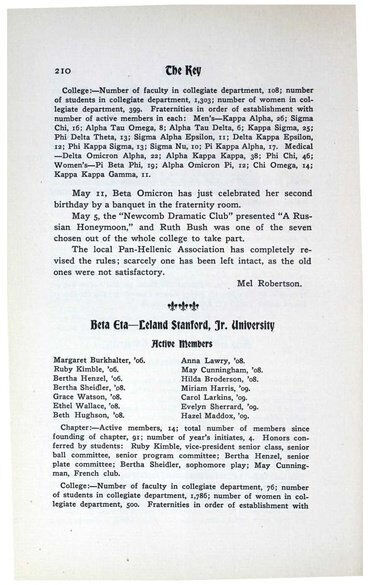 210
The Key
College:—Number of faculty in collegiate department, 108; number
of students in collegiate department, 1,303; number of women in col-
legiate department, 399. Fraternities in order of establishment with
number of active members in each: Men's—Kappa Alpha, 26; Sigma
Chi, 16; Alpha Tau Omega, 8; Alpha Tau Delta, 6; Kappa Sigma, 25;
Phi Delta Theta, 13; Sigma Alpha Epsilon, 11; Delta Kappa Epsilon,
12; Phi Kappa Sigma, 13; Sigma Nu, 10; Pi Kappa Alpha, 17. Medical
—Delta Omicron Alpha, 22; Alpha Kappa Kappa, 38; Phi Chi, 46;
Women's—Pi Beta Phi, 19; Alpha Omicron Pi, 12; Chi Omega, 14;
Kappa Kappa Gamma, 11.
May 11, Beta Omicron has just celebrated her second
birthday by a banquet in the fraternity room.
May 5, the "Newcomb Dramatic Club" presented "A Rus-
sian Honeymoon," and Ruth Bush was one of the seven
chosen out of the whole college to take part.
The local Pan-Hellenic Association has completely re-
vised the rules; scarcely one has been left intact, as the old
ones were not satisfactory.
Mel Robertson.
Beta Eta—Leland Stanford, Jr. University
Active Members
Margaret Burkhalter, '06.
Ruby Kimble, '06.
Bertha Henzel, '06.
Bertha Sheidler, '08.
Grace Watson, '08.
Ethel Wallace, '08.
Beth Hughson, '08.
Anna Lawry, '08.
May Cunningham, '08.
Hilda Broderson, '08.
Miriam Harris, '09.
Carol Larkins, '09.
Evelyn Sherrard, '09.
Hazel Maddox, '09.
Chapter:—Active members, 14; total number of members since
founding of chapter, 91; number of year's initiates, 4. Honors con-
ferred by students: Ruby Kimble, vice-president senior class, senior
ball committee, senior program committee; Bertha Henzel, senior
plate committee; Bertha Sheidler, sophomore play; May Cunning-
man, French club.
College:—Number of faculty in collegiate department, 76; number
of students in collegiate department, 1,786; number of women in col-
legiate department, 500. Fraternities in order of establishment with